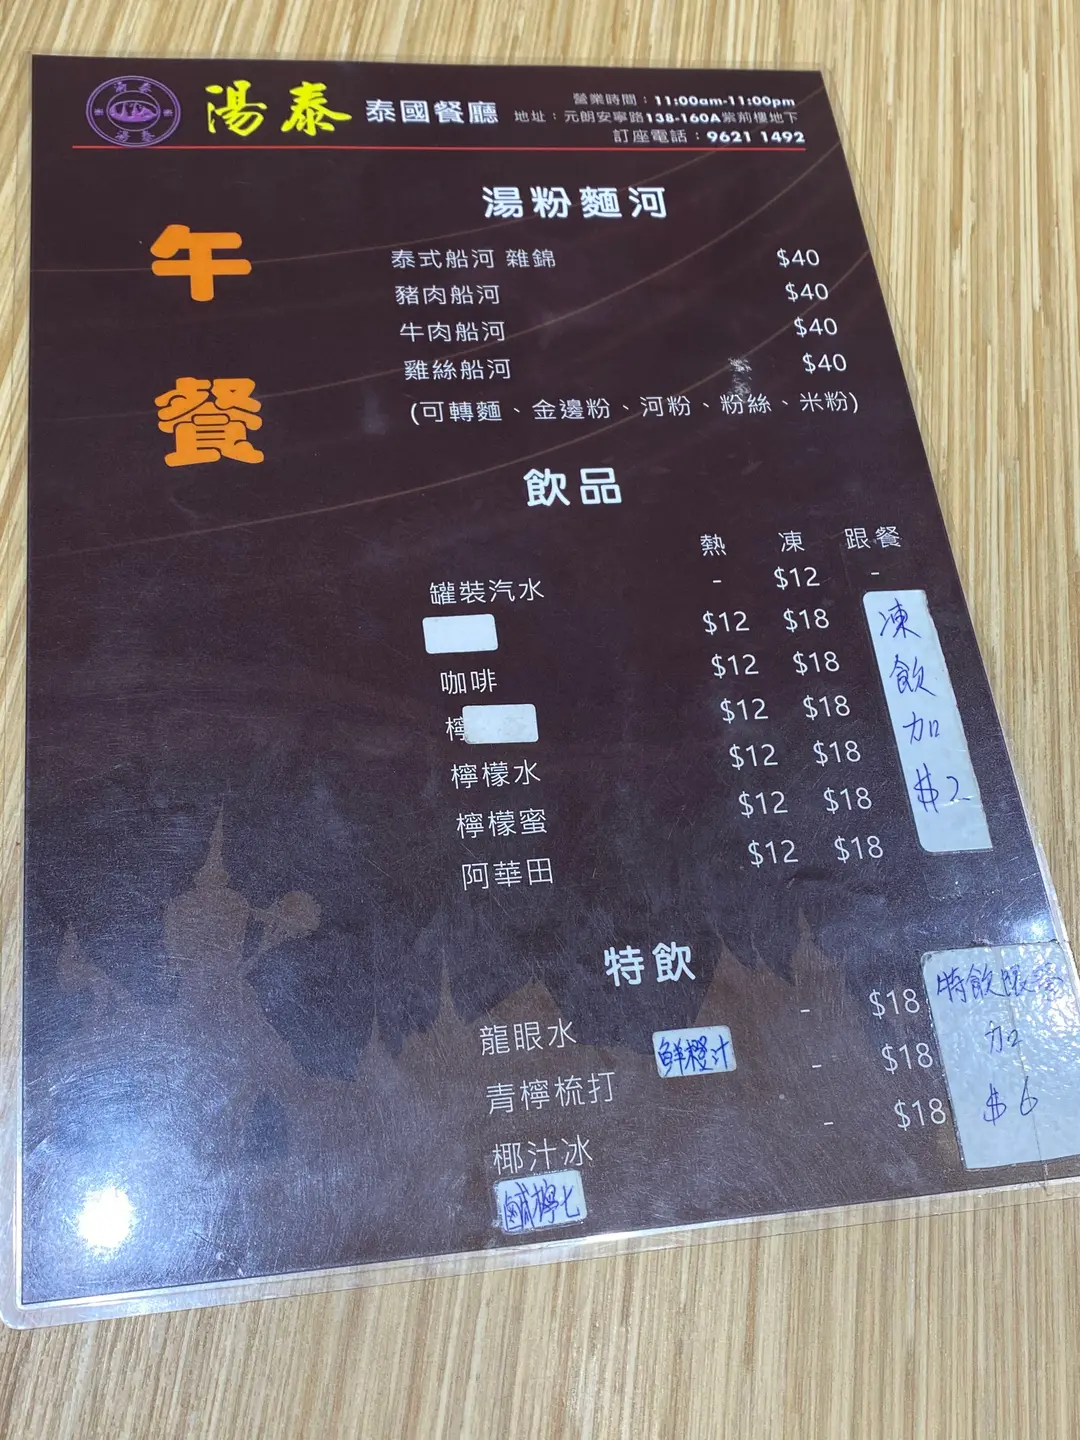 湯泰 泰國餐廳
營業時間：11:00am-11:00pm
地址：元朗安寧路138-160A紫荊樓地下
訂座電話：9621 1492
午餐
湯粉麵河
泰式船河 雜錦 $40
豬肉船河 $40
牛肉船河 $40
雞絲船河 $40
(可轉麵、金邊粉、河粉、粉絲、米粉)
飲品
熱 凍 跟餐
罐裝汽水 - $12 -
$12 $18
咖啡 $12 $18
檸 $12 $18
檸檬水 $12 $18
檸檬蜜 $12 $18
阿華田 $12 $18
凍飲加$2
特飲
龍眼水 - $18
鮮橙汁
青檸梳打 - $18
椰汁冰 - $18
鹹檸七
特飲跟餐
加
$6